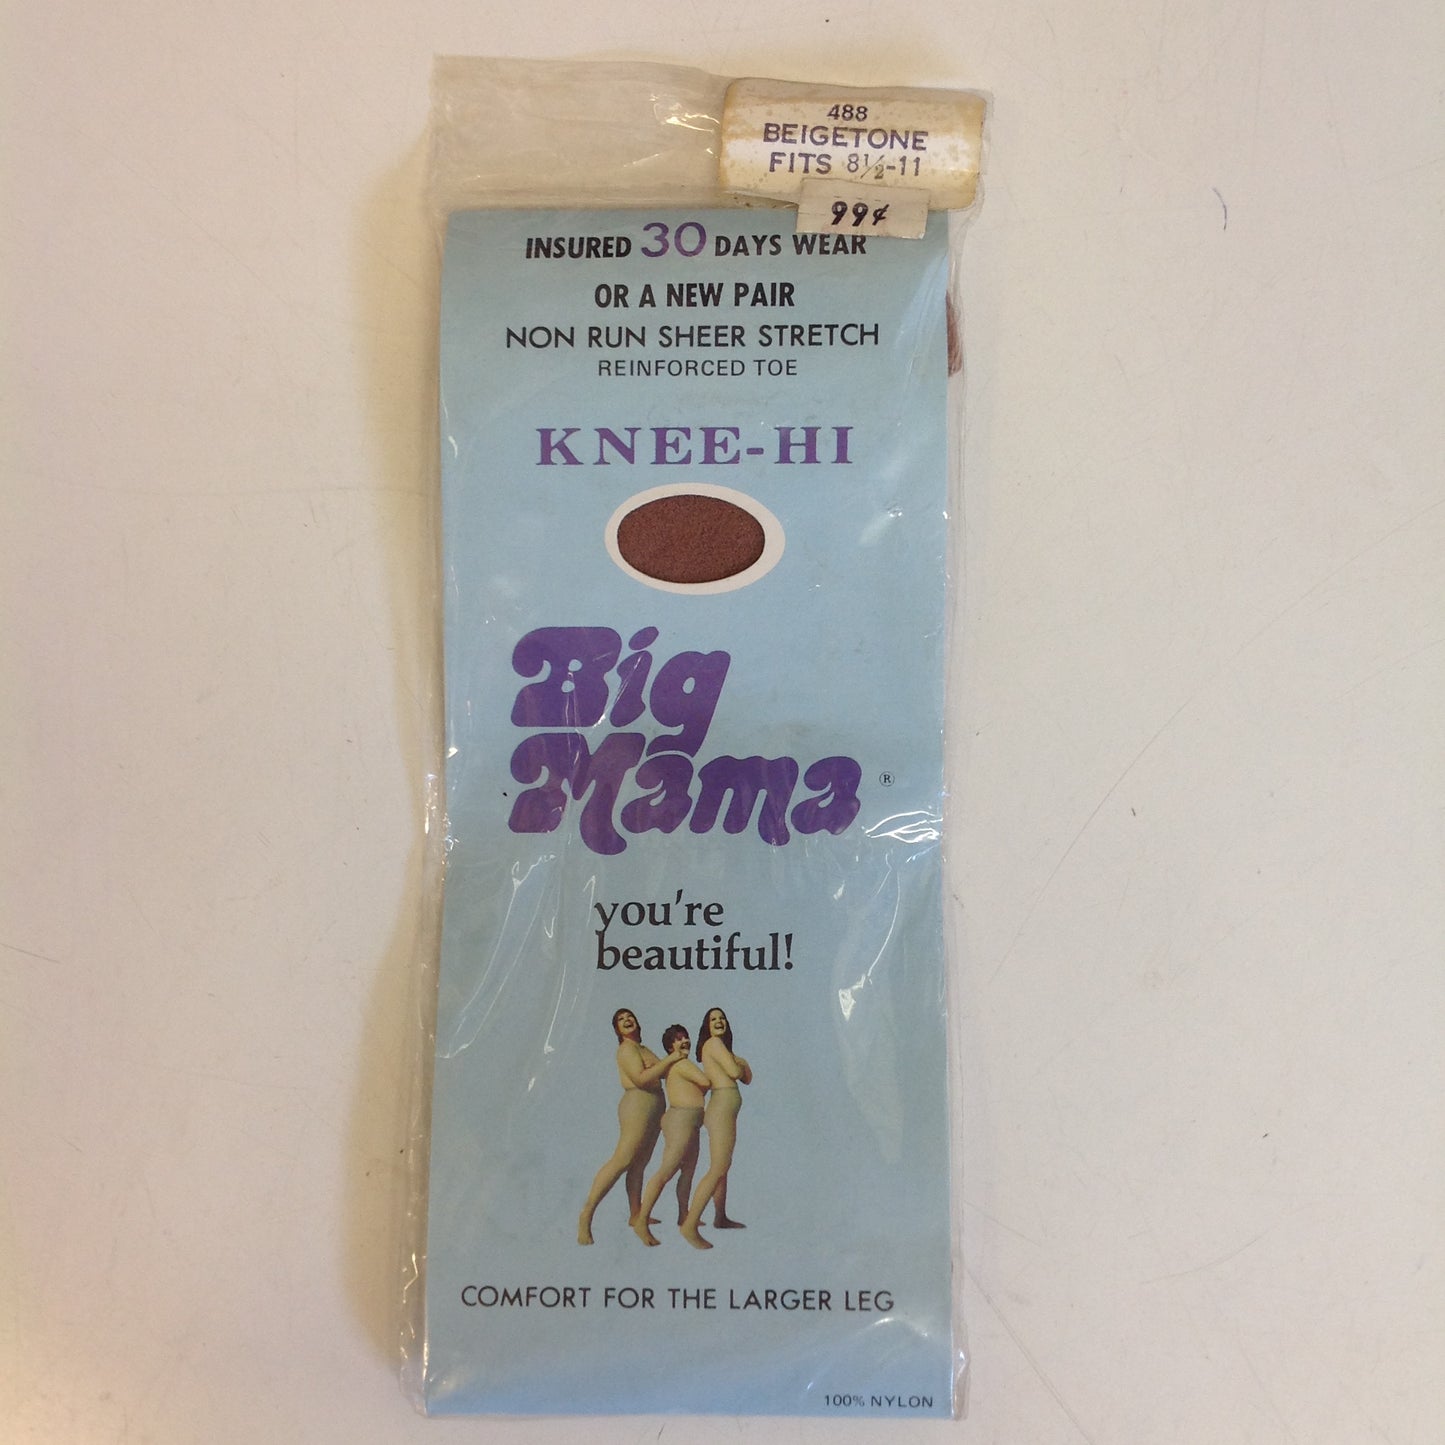 488
BEIGETONE
FITS 8½-11
99¢
INSURED 30 DAYS WEAR
OR A NEW PAIR
NON RUN SHEER STRETCH
REINFORCED TOE
KNEE-HI
Big
Mama ®
you're
beautiful!
COMFORT FOR THE LARGER LEG
100% NYLON